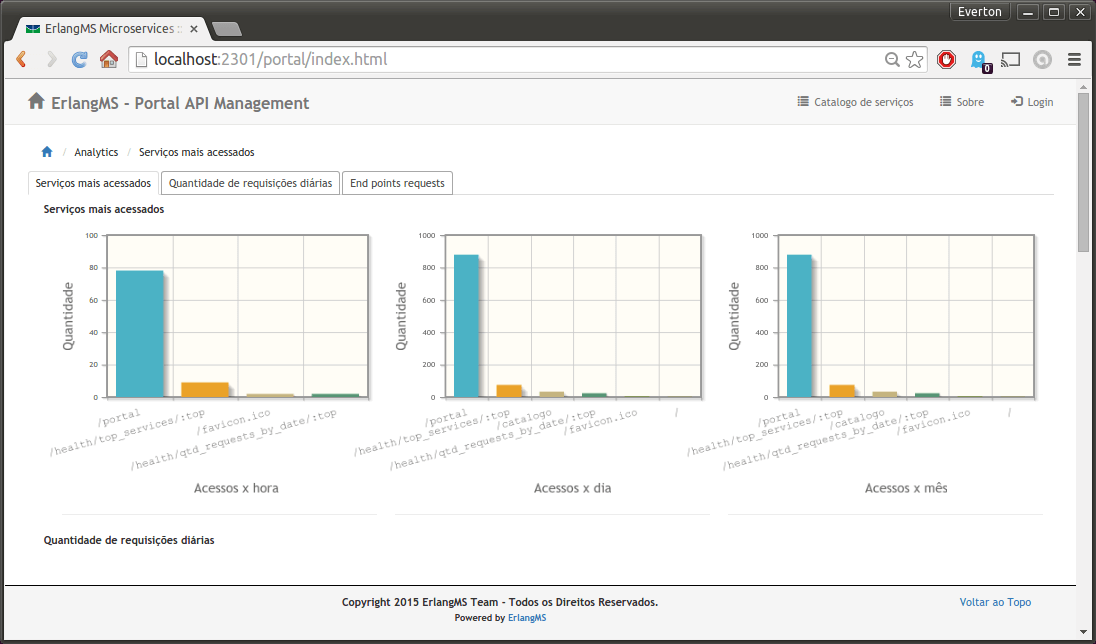 Everton
ErlangMS Microservices ::
localhost:2301/portal/index.html
0
ErlangMS - Portal API Management
Catalogo de serviços
Sobre
Login
/ Analytics / Serviços mais acessados
Serviços mais acessados
Quantidade de requisições diárias
End points requests
Serviços mais acessados
Quantidade
100
80
60
40
20
0
/portal
/health/top_services/:top
/favicon.ico
/health/qtd_requests_by_date/:top
Acessos x hora
Quantidade
1000
800
600
400
200
0
/portal
/health/top_services/:top
/catalogo
/health/qtd_requests_by_date/:top
/favicon.ico
/
Acessos x dia
Quantidade
1000
800
600
400
200
0
/portal
/health/top_services/:top
/catalogo
/health/qtd_requests_by_date/:top
/favicon.ico
/
Acessos x mês
Quantidade de requisições diárias
Copyright 2015 ErlangMS Team - Todos os Direitos Reservados.
Powered by ErlangMS
Voltar ao Topo